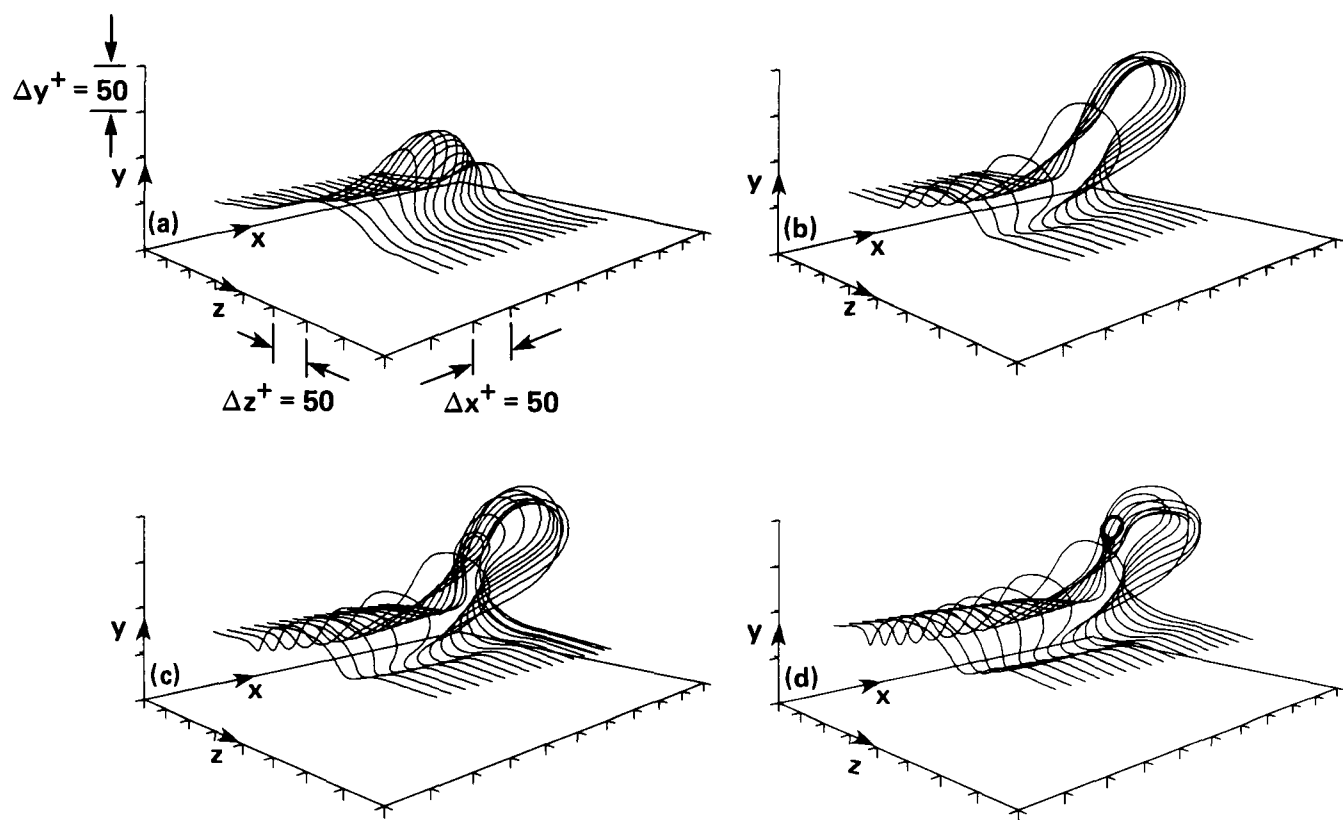 Δy⁺ = 50
y
(a)
x
z
Δz⁺ = 50
Δx⁺ = 50
y
(b)
x
z
y
(c)
x
z
y
(d)
x
z